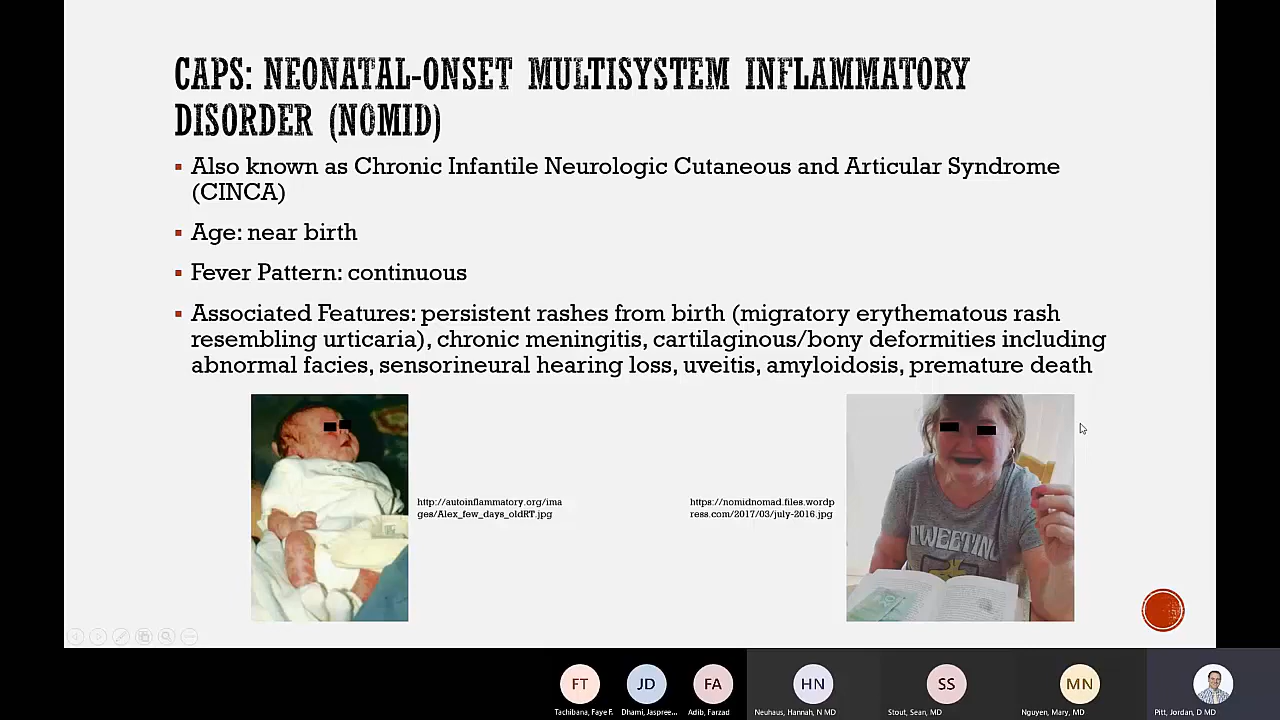 CAPS: NEONATAL-ONSET MULTISYSTEM INFLAMMATORY
DISORDER (NOMID)
Also known as Chronic Infantile Neurologic Cutaneous and Articular Syndrome
(CINCA)
Age: near birth
Fever Pattern: continuous
Associated Features: persistent rashes from birth (migratory erythematous rash
resembling urticaria), chronic meningitis, cartilaginous/bony deformities including
abnormal facies, sensorineural hearing loss, uveitis, amyloidosis, premature death
http://autoinflammatory.org/ima
ges/Alex_few_days_oldRT.jpg
https://nomidnomad.files.wordp
ress.com/2017/03/july-2016.jpg
TWEETING
FT
JD
FA
HN
SS
MN
Tachibana, Faye F.
Dhami, Jaspree...
Adib, Farzad
Neuhaus, Hannah, N MD
Stout, Sean, MD
Nguyen, Mary, MD
Pitt, Jordan, D MD